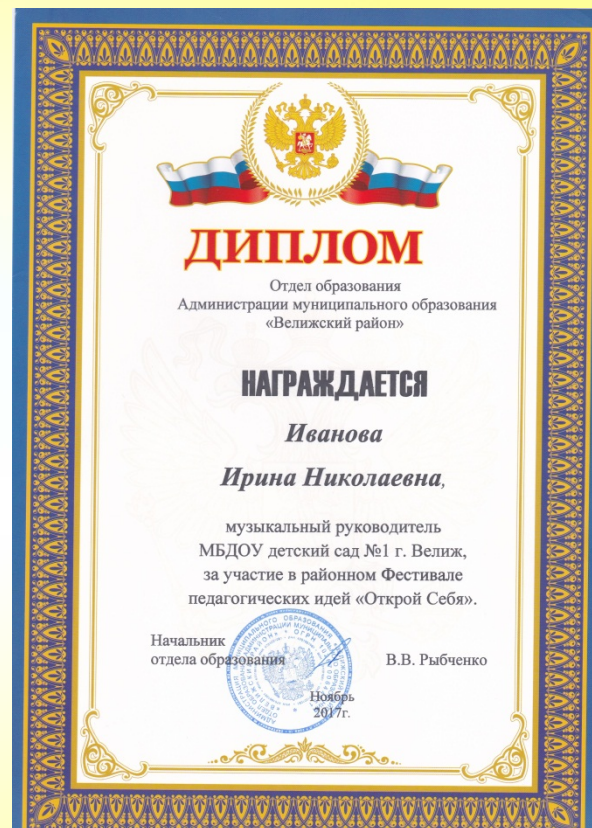 ДИПЛОМ
Отдел образования
Администрации муниципального образования
«Велижский район»
НАГРАЖДАЕТСЯ
Иванова
Ирина Николаевна,
музыкальный руководитель
МБДОУ детский сад №1 г. Велиж,
за участие в районном Фестивале
педагогических идей «Открой Себя».
Начальник
отдела образования
В.В. Рыбченко
Ноябрь
2017г.